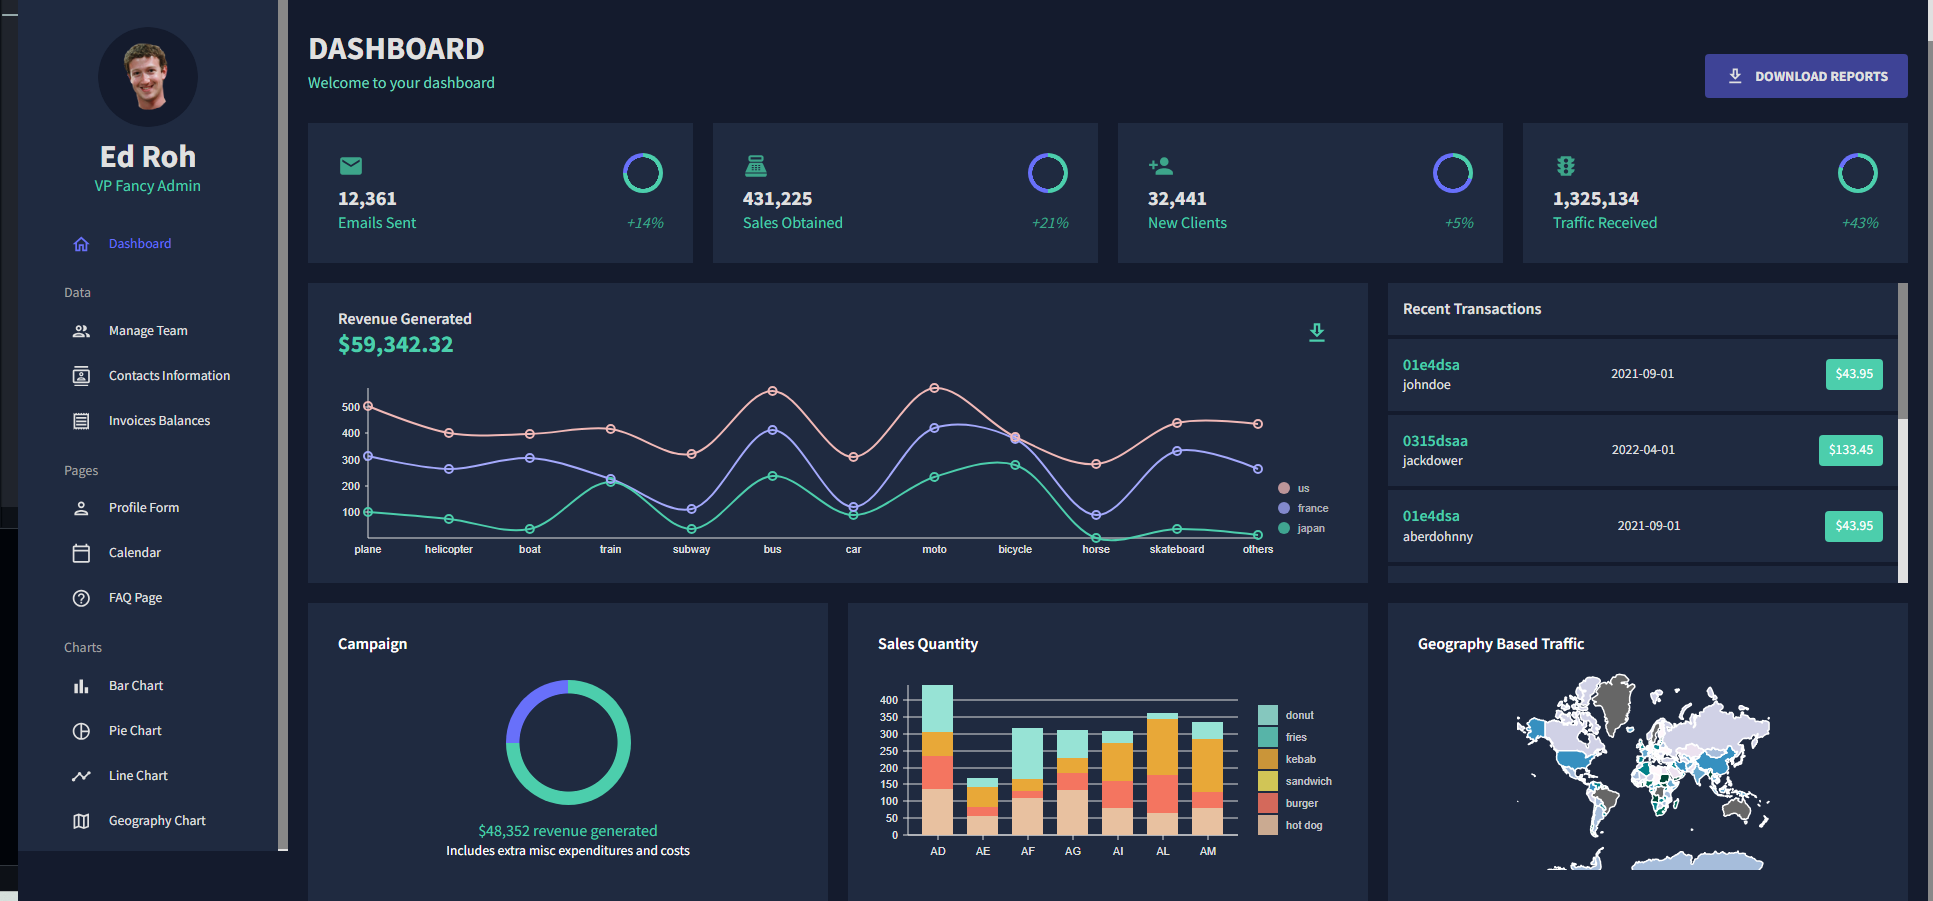 Ed Roh
VP Fancy Admin
Dashboard
Data
Manage Team
Contacts Information
Invoices Balances
Pages
Profile Form
Calendar
FAQ Page
Charts
Bar Chart
Pie Chart
Line Chart
Geography Chart
DASHBOARD
Welcome to your dashboard
DOWNLOAD REPORTS
12,361
Emails Sent
+14%
431,225
Sales Obtained
+21%
32,441
New Clients
+5%
1,325,134
Traffic Received
+43%
Revenue Generated
$59,342.32
500
400
300
200
100
plane helicopter boat train subway bus car moto bicycle horse skateboard others
us
france
japan
Recent Transactions
01e4dsa
johndoe
2021-09-01
$43.95
0315dsaa
jackdower
2022-04-01
$133.45
01e4dsa
aberdohnny
2021-09-01
$43.95
Campaign
$48,352 revenue generated
Includes extra misc expenditures and costs
Sales Quantity
400
350
300
250
200
150
100
50
0
AD AE AF AG AI AL AM
donut
fries
kebab
sandwich
burger
hot dog
Geography Based Traffic